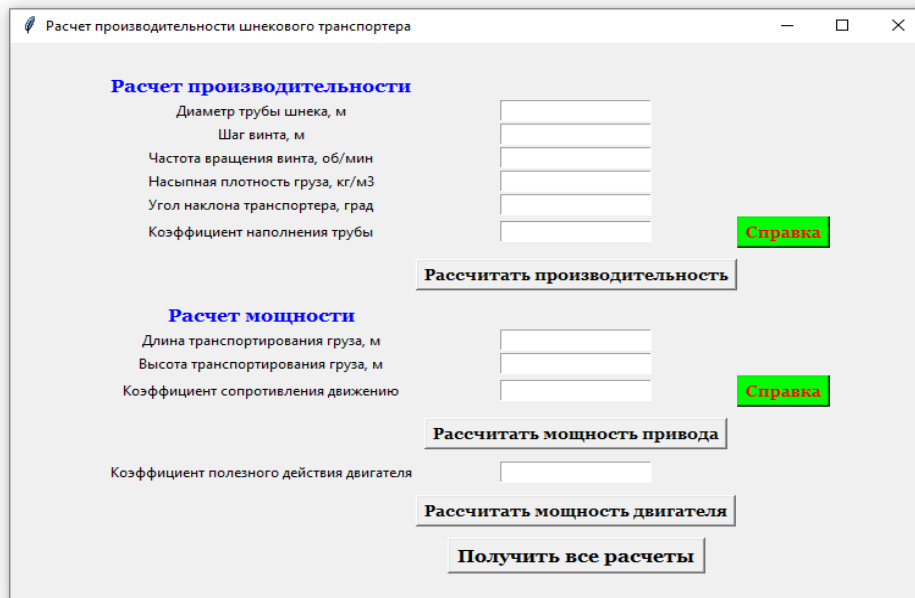 Расчет производительности шнекового транспортера
Расчет производительности
Диаметр трубы шнека, м
Шаг винта, м
Частота вращения винта, об/мин
Насыпная плотность груза, кг/м3
Угол наклона транспортера, град
Коэффициент наполнения трубы
Справка
Рассчитать производительность
Расчет мощности
Длина транспортирования груза, м
Высота транспортирования груза, м
Коэффициент сопротивления движению
Справка
Рассчитать мощность привода
Коэффициент полезного действия двигателя
Рассчитать мощность двигателя
Получить все расчеты